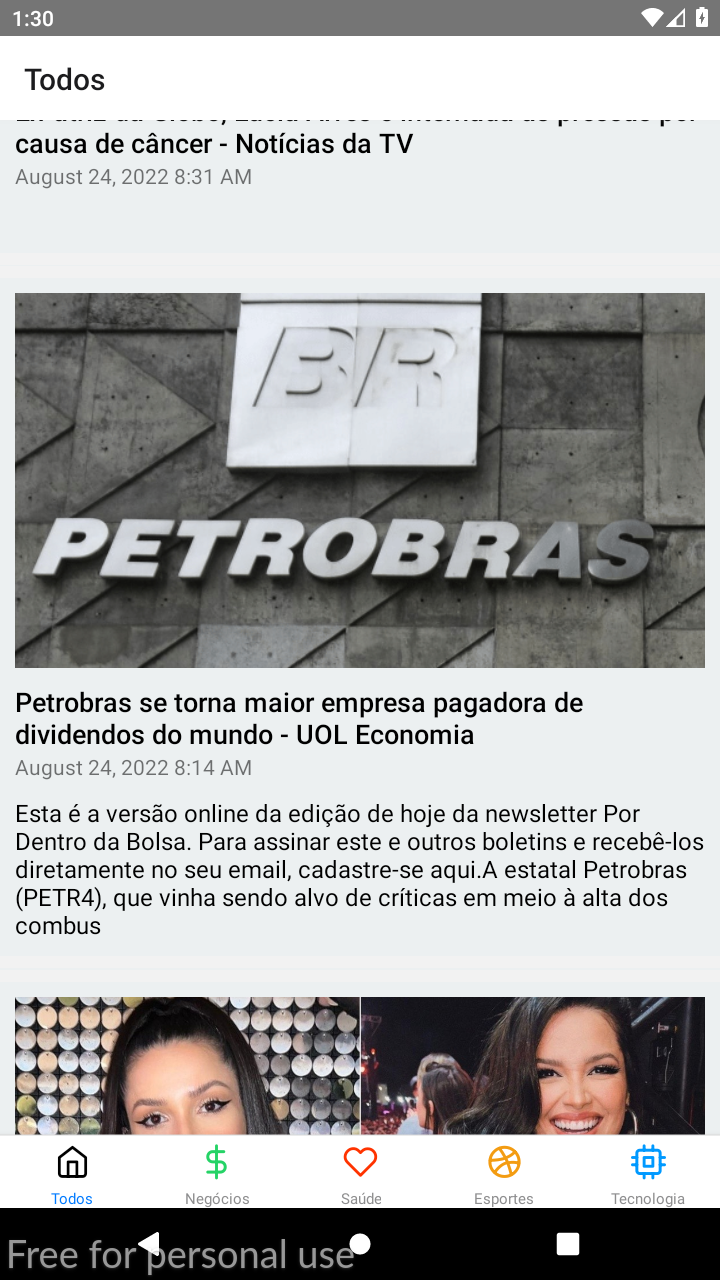 1:30
Todos
causa de câncer - Notícias da TV
August 24, 2022 8:31 AM
BR
PETROBRAS
Petrobras se torna maior empresa pagadora de
dividendos do mundo - UOL Economia
August 24, 2022 8:14 AM
Esta é a versão online da edição de hoje da newsletter Por
Dentro da Bolsa. Para assinar este e outros boletins e recebê-los
diretamente no seu email, cadastre-se aqui.A estatal Petrobras
(PETR4), que vinha sendo alvo de críticas em meio à alta dos
combus
Todos
Negócios
Saúde
Esportes
Tecnologia
Free for personal use